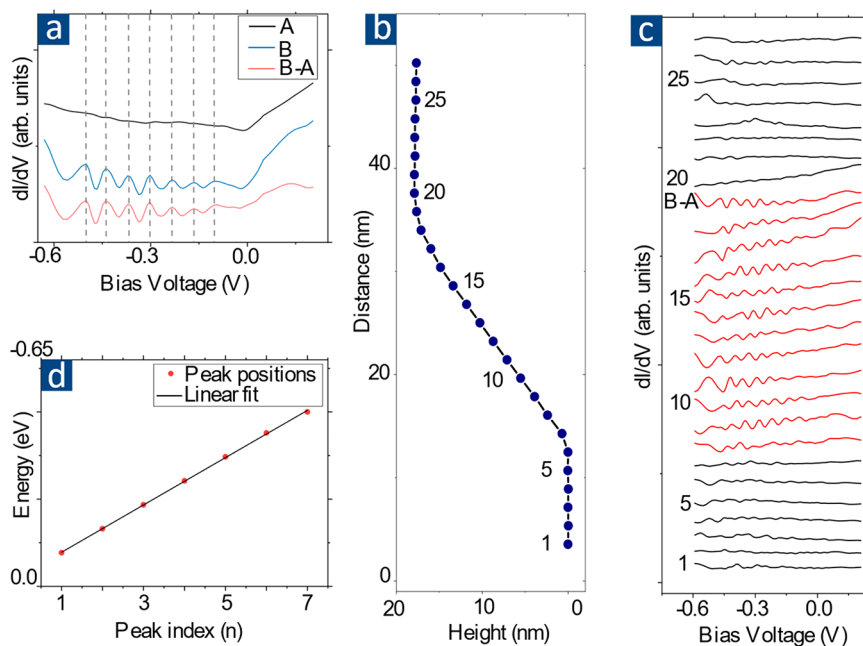 a
A
B
B-A
dI/dV (arb. units)
-0.6
-0.3
0.0
Bias Voltage (V)
b
25
20
15
10
5
1
40
20
0
Distance (nm)
20
10
0
Height (nm)
c
25
20
B-A
15
10
5
1
dI/dV (arb. units)
-0.6
-0.3
0.0
Bias Voltage (V)
d
-0.65
0.0
Energy (eV)
Peak positions
Linear fit
1
3
5
7
Peak index (n)